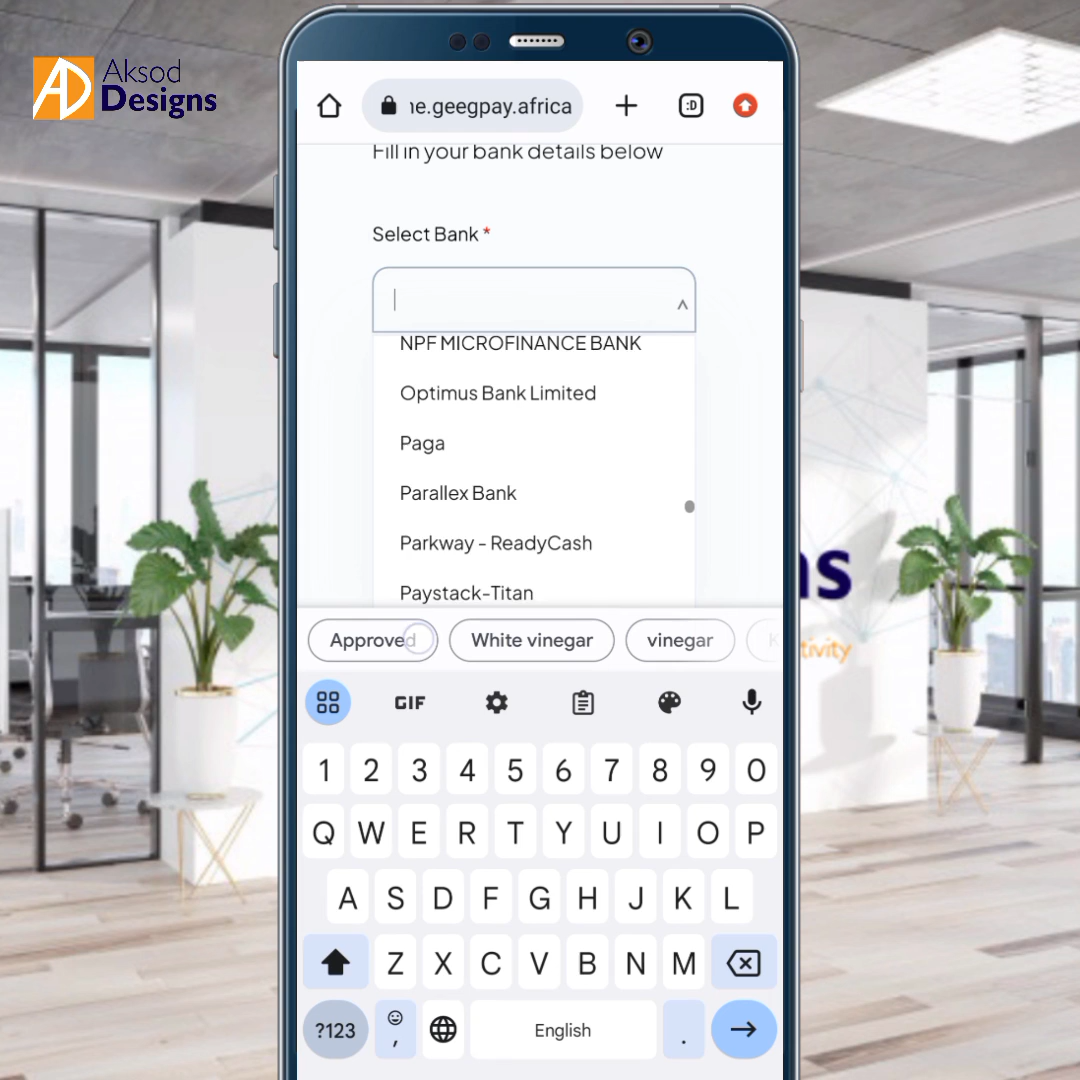 Aksod
Designs
ne.geegpay.africa
:D
Fill in your bank details below
Select Bank *
NPF MICROFINANCE BANK
Optimus Bank Limited
Paga
Parallex Bank
Parkway - ReadyCash
Paystack-Titan
Approved
White vinegar
vinegar
K
ns
tivity
GIF
1 2 3 4 5 6 7 8 9 0
Q W E R T Y U I O P
A S D F G H J K L
Z X C V B N M
?123 , English .